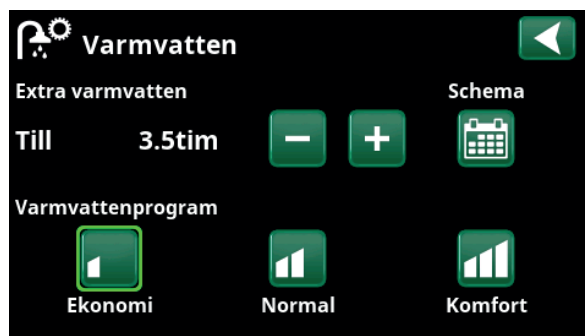 Varmvatten
Extra varmvatten Schema
Till 3.5tim - +
Varmvattenprogram
Ekonomi Normal Komfort